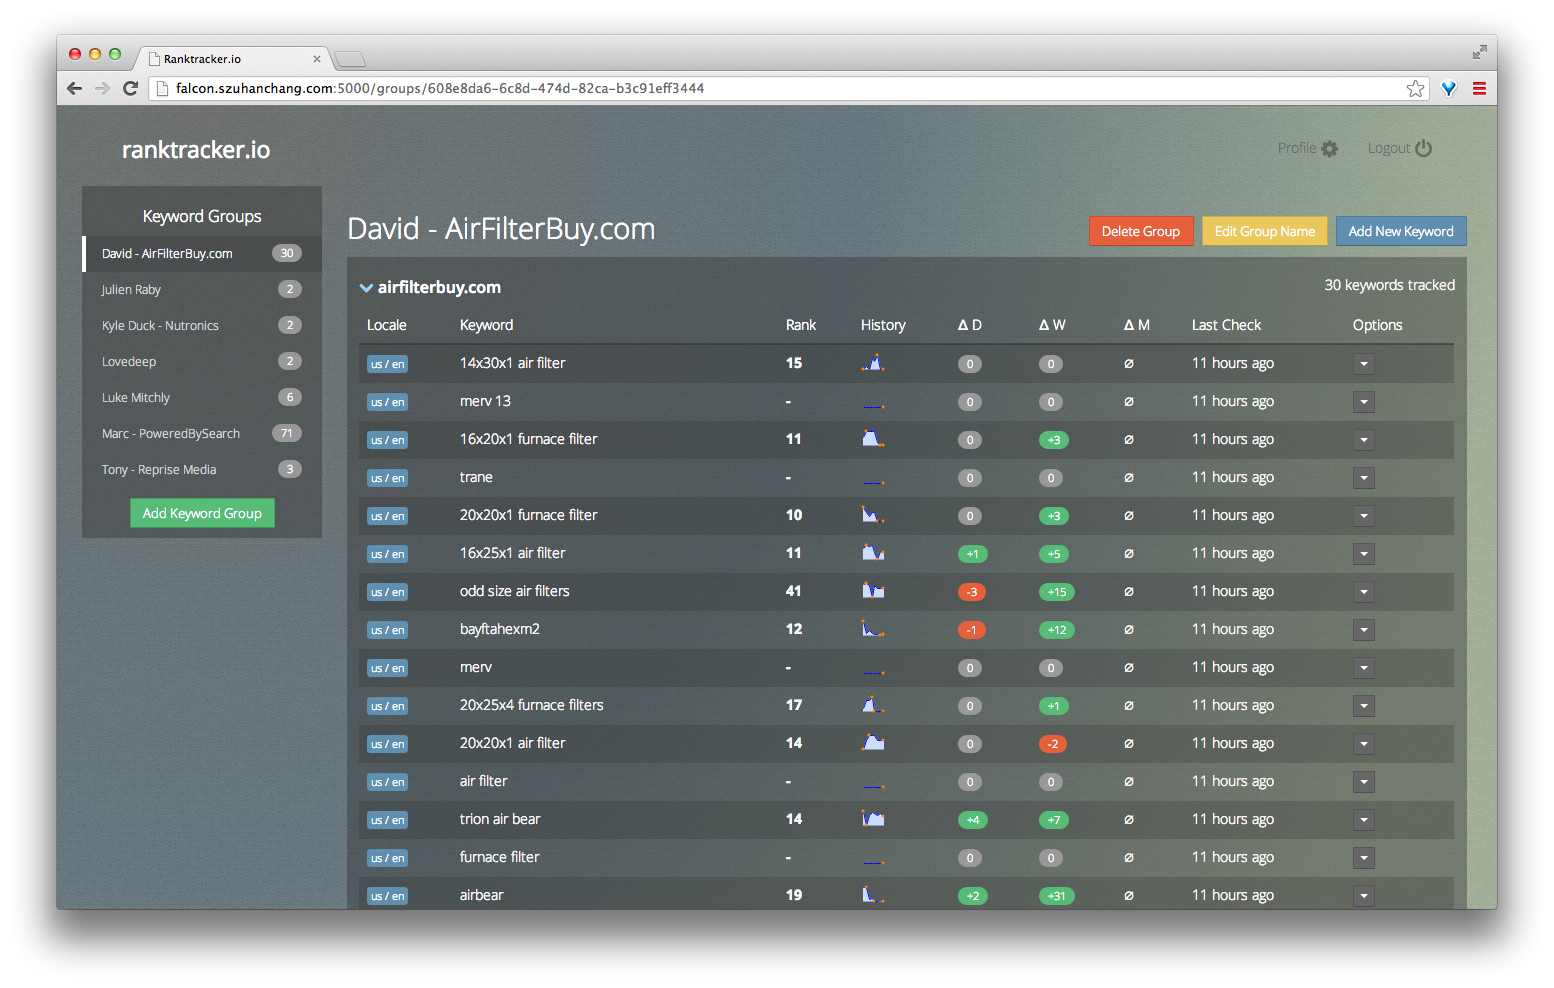 Ranktracker.io
falcon.szuhanchang.com:5000/groups/608e8da6-6c8d-474d-82ca-b3c91eff3444
ranktracker.io
Profile
Logout
Keyword Groups
David - AirFilterBuy.com 30
Julien Raby 2
Kyle Duck - Nutronics 2
Lovedeep 2
Luke Mitchly 6
Marc - PoweredBySearch 71
Tony - Reprise Media 3
Add Keyword Group
David - AirFilterBuy.com
Delete Group
Edit Group Name
Add New Keyword
airfilterbuy.com
30 keywords tracked
Locale Keyword Rank History Δ D Δ W Δ M Last Check Options
us / en 14x30x1 air filter 15 0 0 ∅ 11 hours ago
us / en merv 13 - 0 0 ∅ 11 hours ago
us / en 16x20x1 furnace filter 11 0 +3 ∅ 11 hours ago
us / en trane - 0 0 ∅ 11 hours ago
us / en 20x20x1 furnace filter 10 0 +3 ∅ 11 hours ago
us / en 16x25x1 air filter 11 +1 +5 ∅ 11 hours ago
us / en odd size air filters 41 -3 +15 ∅ 11 hours ago
us / en bayftahexm2 12 -1 +12 ∅ 11 hours ago
us / en merv - 0 0 ∅ 11 hours ago
us / en 20x25x4 furnace filters 17 0 +1 ∅ 11 hours ago
us / en 20x20x1 air filter 14 0 -2 ∅ 11 hours ago
us / en air filter - 0 0 ∅ 11 hours ago
us / en trion air bear 14 +4 +7 ∅ 11 hours ago
us / en furnace filter - 0 0 ∅ 11 hours ago
us / en airbear 19 +2 +31 ∅ 11 hours ago